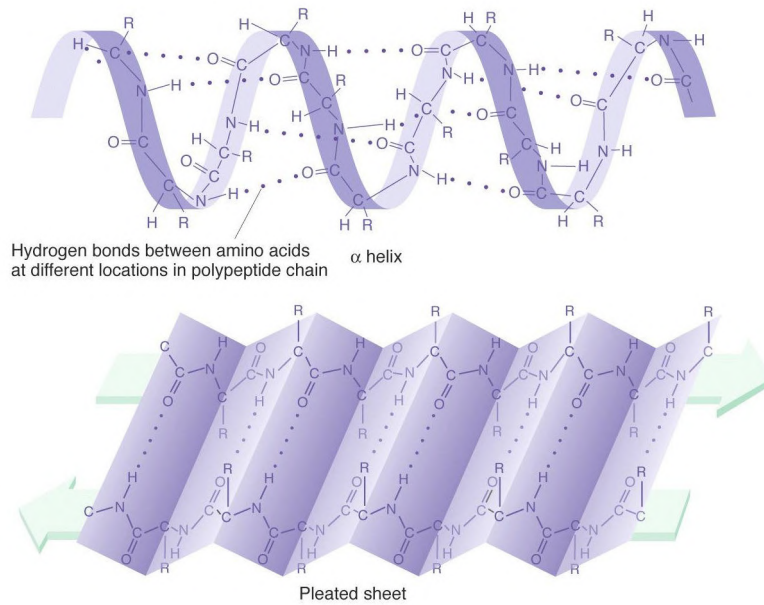 R H R R
H C O C C N H O C C C N H
N H O C R N H N H O C
H C C O C
O C N H N H R O C N H
C R O C C H R N H
O C H O C N H O C C
C N H C R C R
H R H H H
Hydrogen bonds between amino acids
at different locations in polypeptide chain
α helix
R R R R
C H O C H O C H O C H O C
C N C N C N C N C N C N C N C N
O C H O C H O C H O C H
R R R R
H O R H O R H O R H O R
C N C C N C C N C C N C C N C C
O R H O R H O R H O R H
Pleated sheet